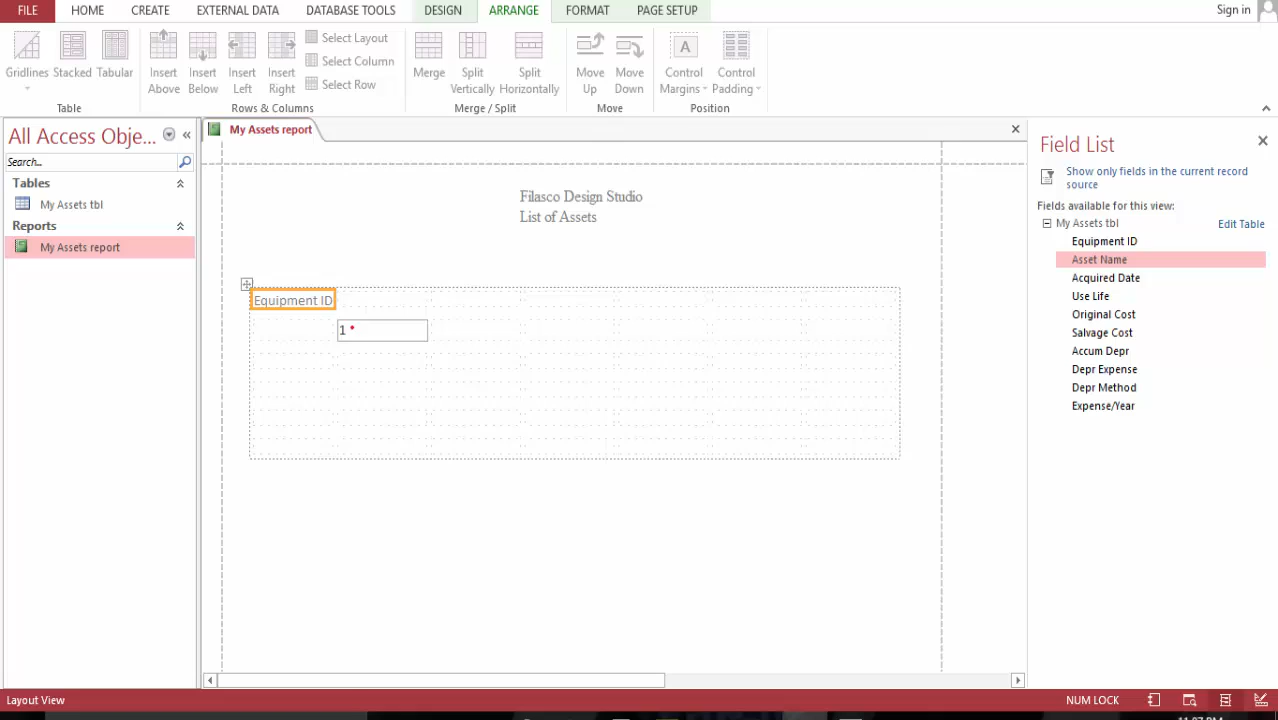 FILE HOME CREATE EXTERNAL DATA DATABASE TOOLS DESIGN ARRANGE FORMAT PAGE SETUP Sign in
Gridlines Stacked Tabular
Table
Insert Above Insert Below Insert Left Insert Right
Select Layout
Select Column
Select Row
Rows & Columns
Merge Split Vertically Split Horizontally
Merge / Split
Move Up Move Down
Move
Control Margins Control Padding
Position
All Access Obje...
Search...
Tables
My Assets tbl
Reports
My Assets report
My Assets report
Filasco Design Studio
List of Assets
Equipment ID
1 *
Field List
Show only fields in the current record
source
Fields available for this view:
My Assets tbl Edit Table
Equipment ID
Asset Name
Acquired Date
Use Life
Original Cost
Salvage Cost
Accum Depr
Depr Expense
Depr Method
Expense/Year
Layout View NUM LOCK